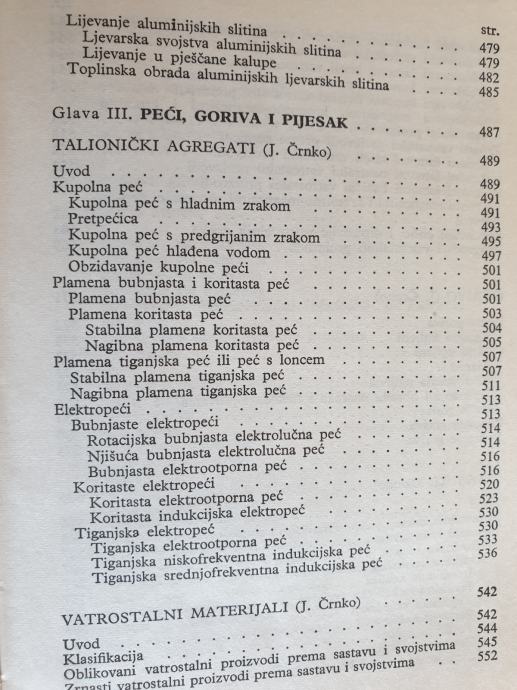 str.
Lijevanje aluminijskih slitina . . . . . . . . . . 479
Ljevarska svojstva aluminijskih slitina . . . . . . 479
Lijevanje u pješčane kalupe . . . . . . . . 482
Toplinska obrada aluminijskih ljevarskih slitina . . . . 485
Glava III. PEĆI, GORIVA I PIJESAK . . . . . . 487
TALIONIČKI AGREGATI (J. Črnko) . . . . . . 489
Uvod . . . . . . . . . . . . . . 489
Kupolna peć . . . . . . . . . . . . . 491
Kupolna peć s hladnim zrakom . . . . . . . . 491
Pretpećica . . . . . . . . . . . . . 493
Kupolna peć s predgrijanim zrakom . . . . . . . 495
Kupolna peć hlađena vodom . . . . . . . . . 497
Obzidavanje kupolne peći . . . . . . . . . . 501
Plamena bubnjasta i koritasta peć . . . . . . . . 501
Plamena bubnjasta peć . . . . . . . . . . 501
Plamena koritasta peć . . . . . . . . . . 503
Stabilna plamena koritasta peć . . . . . . . 504
Nagibna plamena koritasta peć . . . . . . . 505
Plamena tiganjska peć ili peć s loncem . . . . . . 507
Stabilna plamena tiganjska peć . . . . . . . . 507
Nagibna plamena tiganjska peć . . . . . . . . 511
Elektropeći . . . . . . . . . . . . . 513
Bubnjaste elektropeći . . . . . . . . . . 513
Rotacijska bubnjasta elektrolučna peć . . . . . . 514
Njišuća bubnjasta elektrolučna peć . . . . . . 514
Bubnjasta elektrootporna peć . . . . . . . . 516
Koritaste elektropeći . . . . . . . . . . 516
Koritasta elektrootporna peć . . . . . . . . 520
Koritasta indukcijska elektropeć . . . . . . . 523
Tiganjska elektropeć . . . . . . . . . . 530
Tiganjska elektrootporna peć . . . . . . . . 530
Tiganjska niskofrekventna indukcijska peć . . . . . 533
Tiganjska srednjofrekventna indukcijska peć . . . . . 536
VATROSTALNI MATERIJALI (J. Črnko) . . . . . 542
Uvod . . . . . . . . . . . . . . 542
Klasifikacija . . . . . . . . . . . . . 544
Oblikovani vatrostalni proizvodi prema sastavu i svojstvima 545
Zrnasti vatrostalni proizvodi prema sastavu i svojstvima . . 552